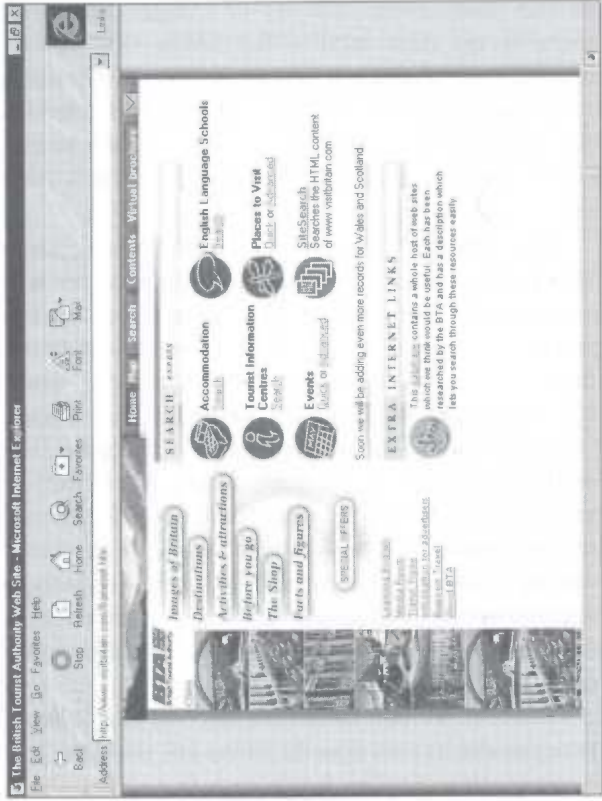 The British Tourist Authority Web Site - Microsoft Internet Explorer
File Edit View Go Favorites Help
Back Stop Refresh Home Search Favorites Print Font Mail
Address
Links
Home Map Search Contents Virtual brochure
BTA
Images of Britain
Destinations
Activities & attractions
Before you go
The Shop
Facts and figures
SPECIAL
BTA
SEARCH
Accommodation
Search
English Language Schools
Search
Tourist Information
Centres
Search
Places to Visit
Quick or Advanced
Events
Quick or Advanced
MAY
SiteSearch
Searches the HTML content
of www.visitbritain.com
Soon we will be adding even more records for Wales and Scotland
EXTRA INTERNET LINKS
This contains a whole host of web sites
which we think would be useful. Each has been
researched by the BTA and has a description which
lets you search through these resources easily.